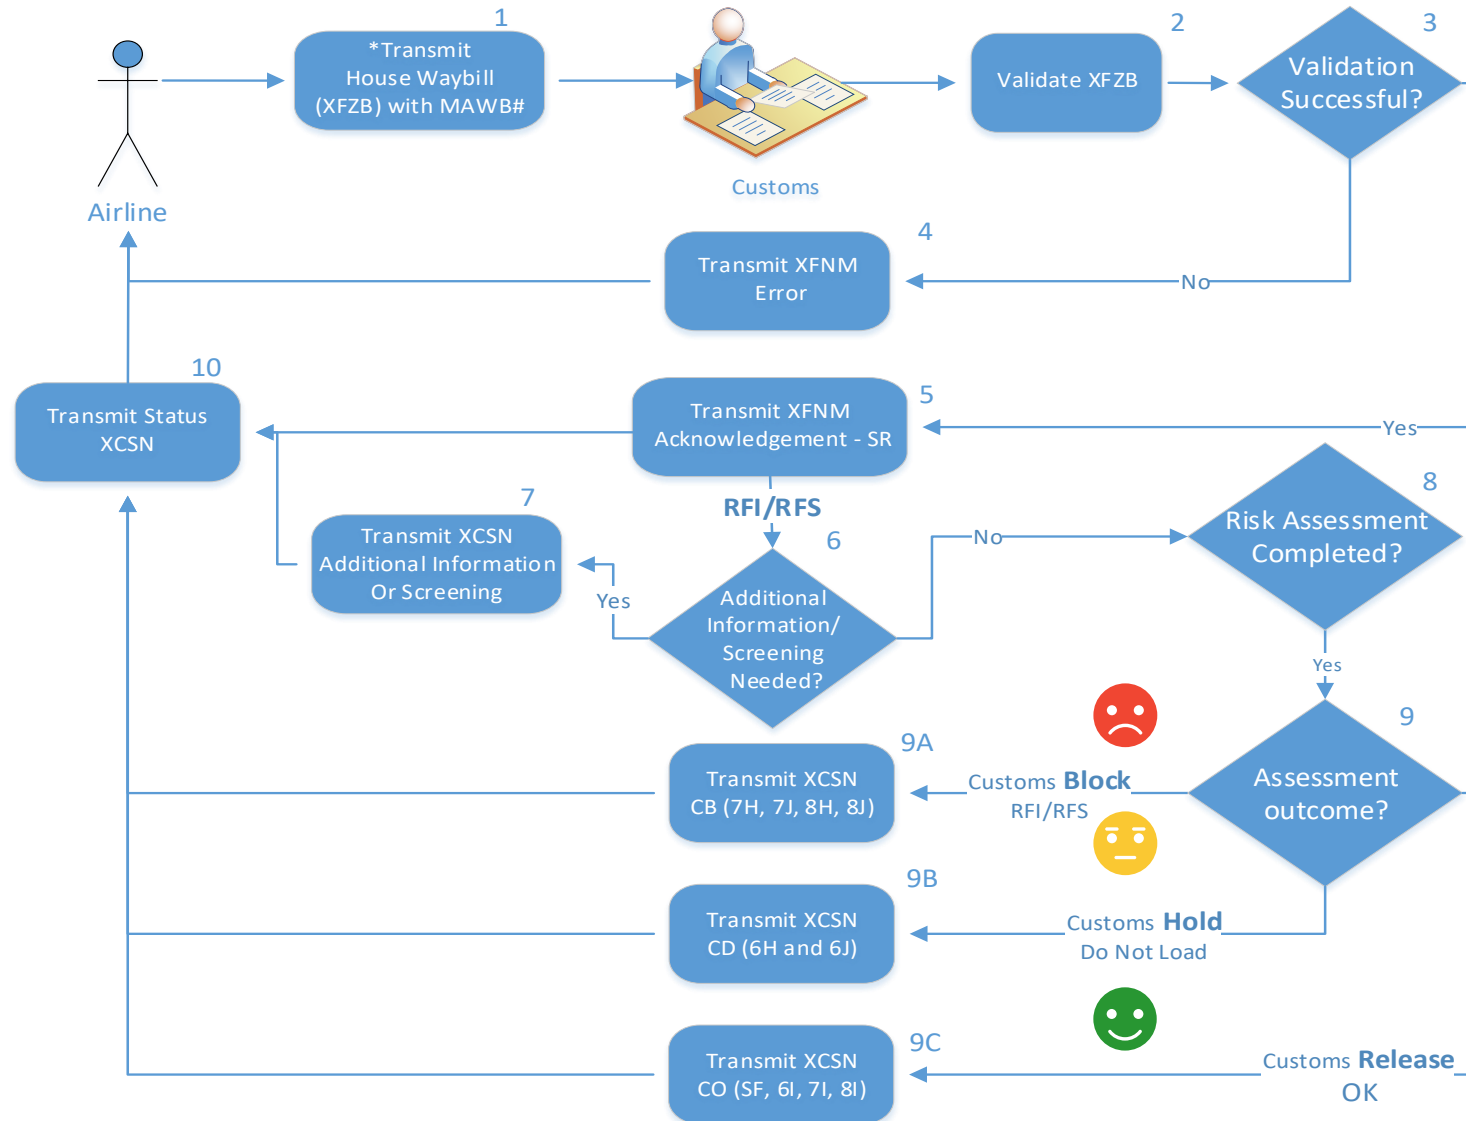 1
*Transmit
House Waybill
(XFZB) with MAWB#
Airline
Customs
2
Validate XFZB
3
Validation
Successful?
No
4
Transmit XFNM
Error
10
Transmit Status
XCSN
5
Transmit XFNM
Acknowledgement - SR
Yes
RFI/RFS
7
Transmit XCSN
Additional Information
Or Screening
Yes
6
Additional
Information/
Screening
Needed?
No
8
Risk Assessment
Completed?
Yes
9
Assessment
outcome?
9A
Transmit XCSN
CB (7H, 7J, 8H, 8J)
Customs Block
RFI/RFS
9B
Transmit XCSN
CD (6H and 6J)
Customs Hold
Do Not Load
9C
Transmit XCSN
CO (SF, 6I, 7I, 8I)
Customs Release
OK